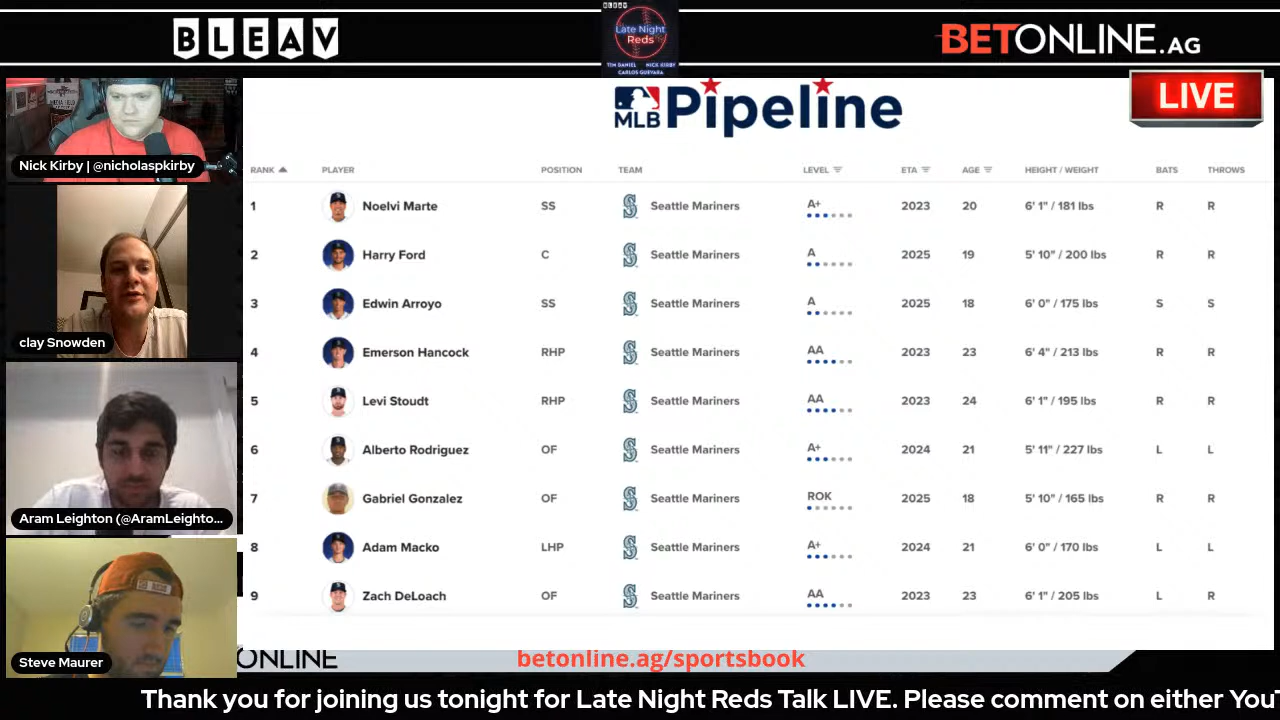 BLEAV
BLEAV
Late Night
Reds
TIM DANIEL NICK KIRBY
CARLOS GUEVARA
BETONLINE.AG
LIVE
Nick Kirby | @nicholaspkirby
clay Snowden
Aram Leighton (@AramLeighto...
Steve Maurer
MLB Pipeline
RANK PLAYER POSITION TEAM LEVEL ETA AGE HEIGHT / WEIGHT BATS THROWS
1 Noelvi Marte SS Seattle Mariners A+ 2023 20 6' 1" / 181 lbs R R
2 Harry Ford C Seattle Mariners A 2025 19 5' 10" / 200 lbs R R
3 Edwin Arroyo SS Seattle Mariners A 2025 18 6' 0" / 175 lbs S S
4 Emerson Hancock RHP Seattle Mariners AA 2023 23 6' 4" / 213 lbs R R
5 Levi Stoudt RHP Seattle Mariners AA 2023 24 6' 1" / 195 lbs R R
6 Alberto Rodriguez OF Seattle Mariners A+ 2024 21 5' 11" / 227 lbs L L
7 Gabriel Gonzalez OF Seattle Mariners ROK 2025 18 5' 10" / 165 lbs R R
8 Adam Macko LHP Seattle Mariners A+ 2024 21 6' 0" / 170 lbs L L
9 Zach DeLoach OF Seattle Mariners AA 2023 23 6' 1" / 205 lbs L R
ONLINE betonline.ag/sportsbook
Thank you for joining us tonight for Late Night Reds Talk LIVE. Please comment on either You